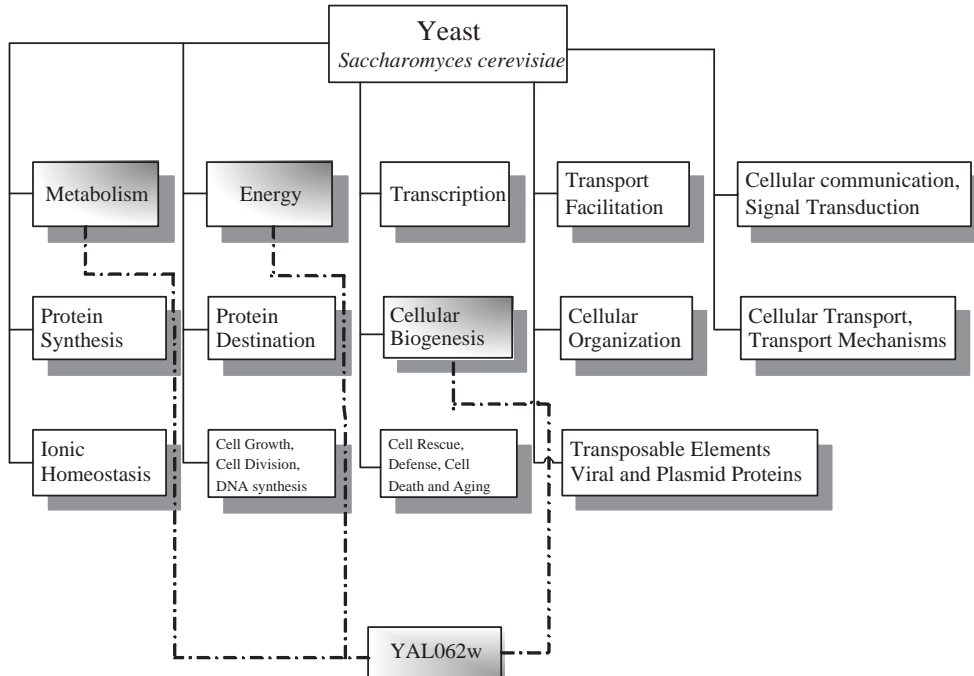 Yeast
Saccharomyces cerevisiae
Metabolism
Energy
Transcription
Transport
Facilitation
Cellular communication,
Signal Transduction
Protein
Synthesis
Protein
Destination
Cellular
Biogenesis
Cellular
Organization
Cellular Transport,
Transport Mechanisms
Ionic
Homeostasis
Cell Growth,
Cell Division,
DNA synthesis
Cell Rescue,
Defense, Cell
Death and Aging
Transposable Elements
Viral and Plasmid Proteins
YAL062w